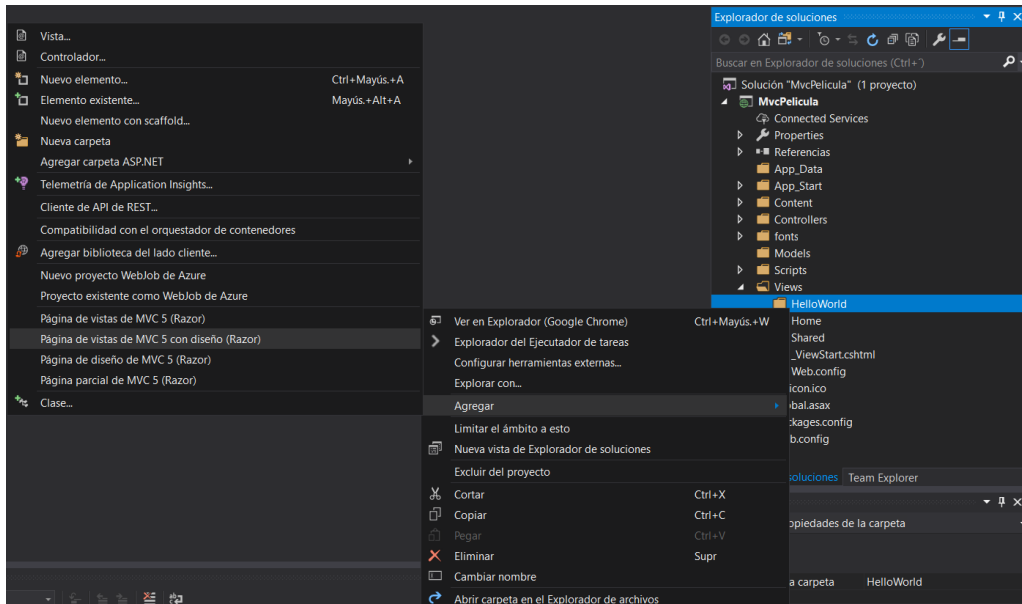 Vista...
Controlador...
Nuevo elemento... Ctrl+Mayús.+A
Elemento existente... Mayús.+Alt+A
Nuevo elemento con scaffold...
Nueva carpeta
Agregar carpeta ASP.NET
Telemetría de Application Insights...
Cliente de API de REST...
Compatibilidad con el orquestador de contenedores
Agregar biblioteca del lado cliente...
Nuevo proyecto WebJob de Azure
Proyecto existente como WebJob de Azure
Página de vistas de MVC 5 (Razor)
Página de vistas de MVC 5 con diseño (Razor)
Página de diseño de MVC 5 (Razor)
Página parcial de MVC 5 (Razor)
Clase...
Ver en Explorador (Google Chrome) Ctrl+Mayús.+W
Explorador del Ejecutador de tareas
Configurar herramientas externas...
Explorar con...
Agregar
Limitar el ámbito a esto
Nueva vista de Explorador de soluciones
Excluir del proyecto
Cortar Ctrl+X
Copiar Ctrl+C
Pegar Ctrl+V
Eliminar Supr
Cambiar nombre
Abrir carpeta en el Explorador de archivos
Explorador de soluciones
Buscar en Explorador de soluciones (Ctrl+¨)
Solución "MvcPelicula" (1 proyecto)
MvcPelicula
Connected Services
Properties
Referencias
App_Data
App_Start
Content
Controllers
fonts
Models
Scripts
Views
HelloWorld
Home
Shared
_ViewStart.cshtml
Web.config
icon.ico
bal.asax
kages.config
b.config
soluciones Team Explorer
opiedades de la carpeta
a carpeta HelloWorld